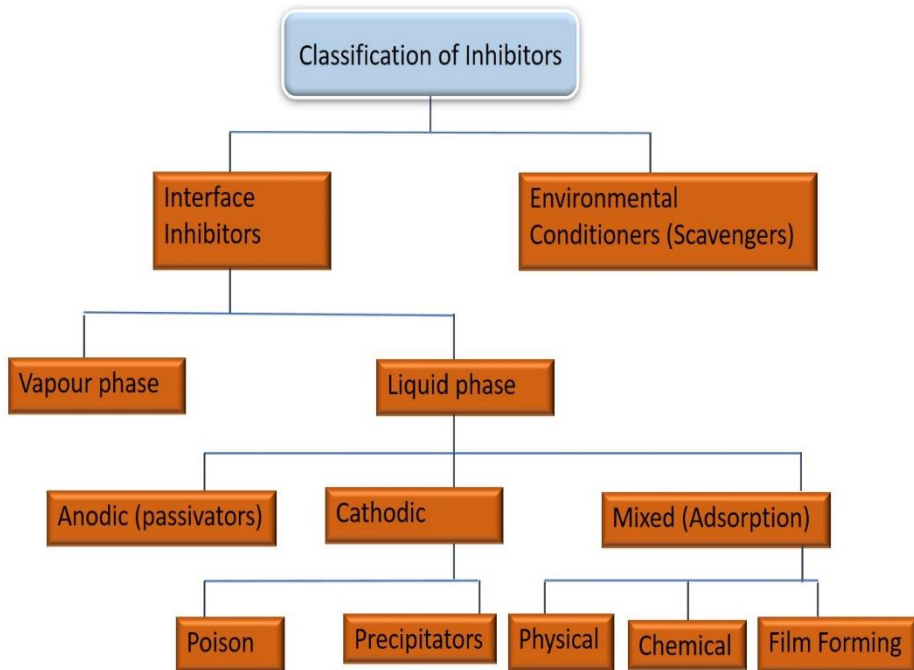 Classification of Inhibitors
Interface
Inhibitors
Environmental
Conditioners (Scavengers)
Vapour phase
Liquid phase
Anodic (passivators)
Cathodic
Mixed (Adsorption)
Poison
Precipitators
Physical
Chemical
Film Forming